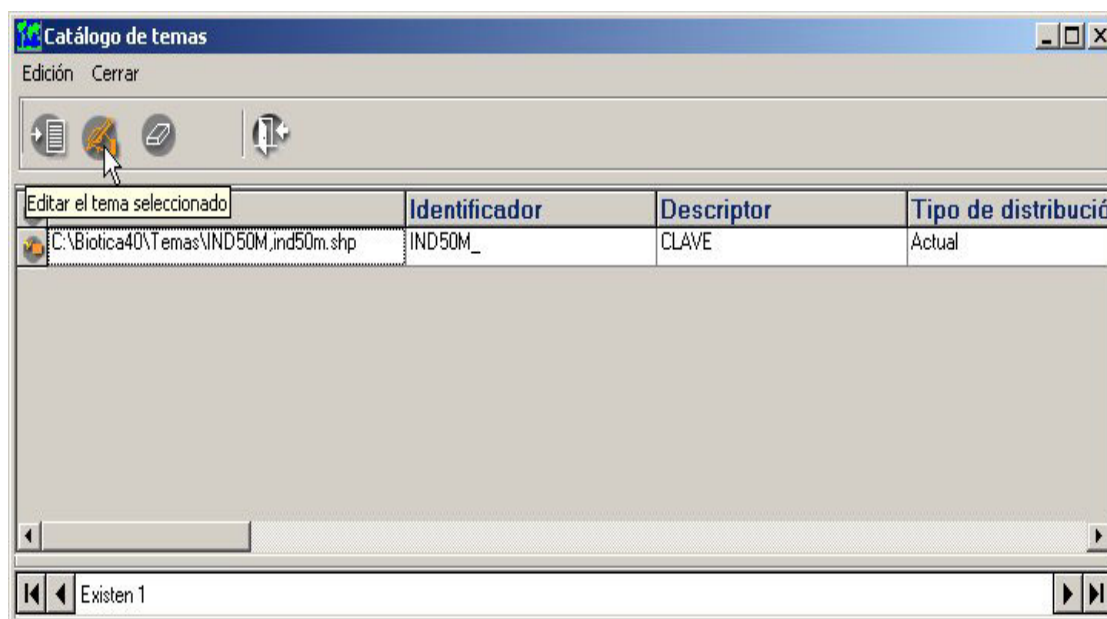 Catálogo de temas
Edición Cerrar
Editar el tema seleccionado
Identificador Descriptor Tipo de distribució
C:\Biotica40\Temas\IND50M,ind50m.shp IND50M_ CLAVE Actual
Existen 1